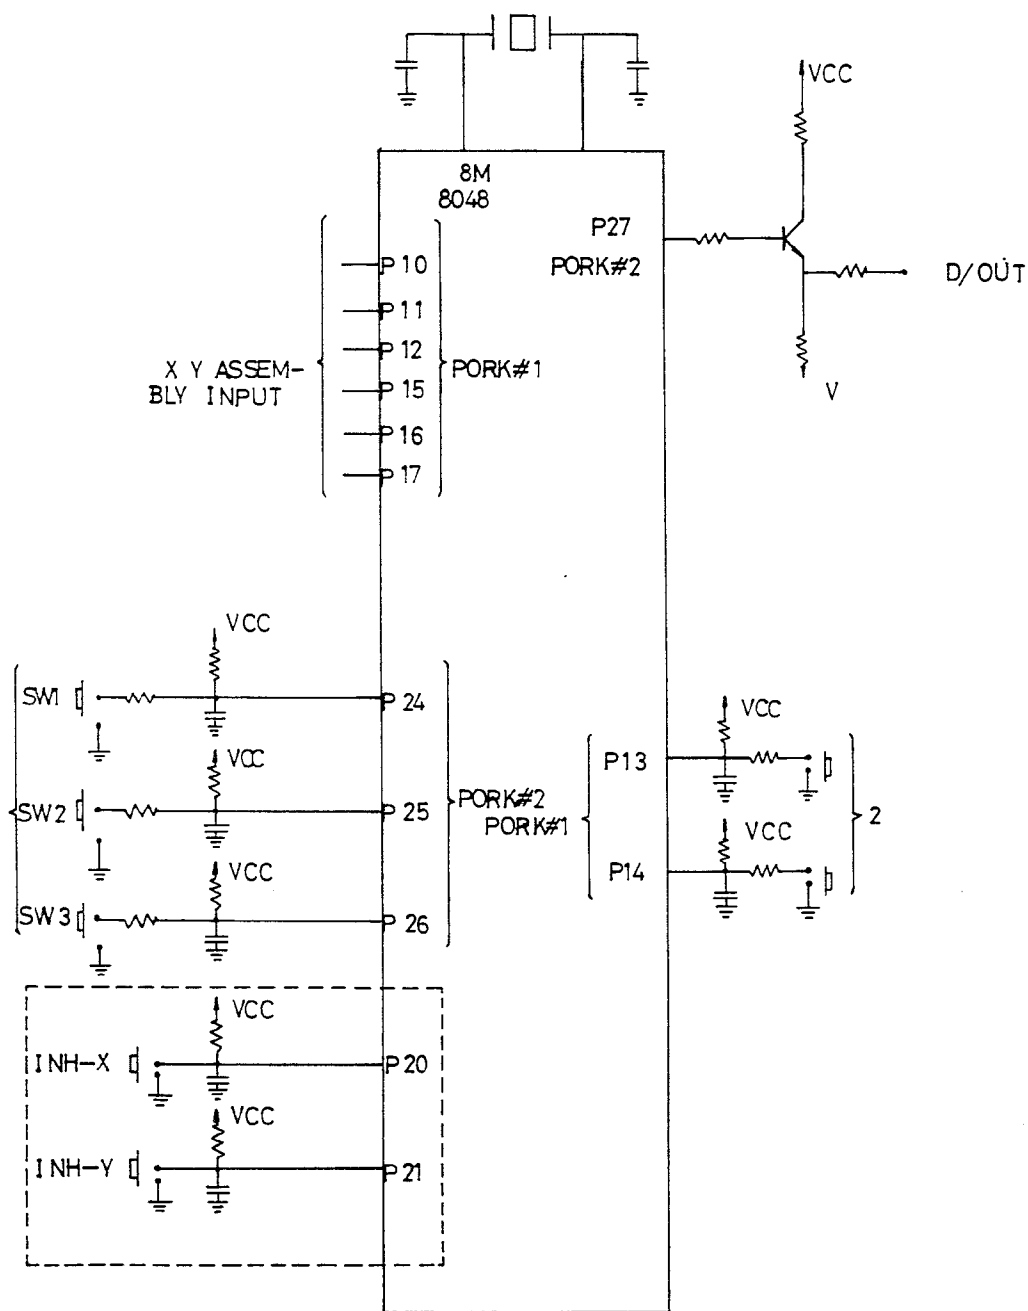 VCC
8M
8048
P27
PORK#2
D/OUT
P10
P11
P12
P15
P16
P17
PORK#1
X Y ASSEM-
BLY INPUT
V
VCC
SW1
P24
VCC
SW2
P25
VCC
SW3
P26
PORK#2
PORK#1
VCC
P13
VCC
P14
2
VCC
INH-X
P20
VCC
INH-Y
P21